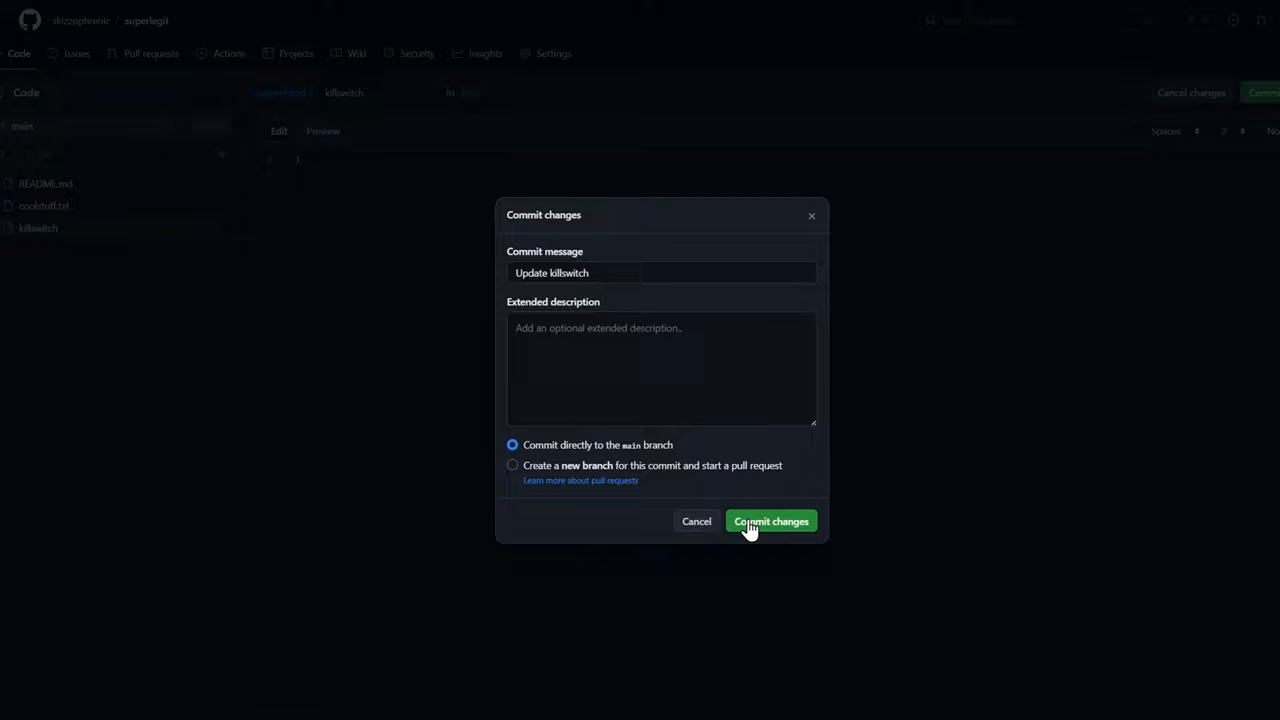 skizzophrenic / superlegit
Code Issues Pull requests Actions Projects Wiki Security Insights Settings
Code
killswitch in
Cancel changes
main
Edit Preview
Spaces 2
1
README.md
coolstuff.txt
killswitch
Commit changes
Commit message
Update killswitch
Extended description
Add an optional extended description..
Commit directly to the main branch
Create a new branch for this commit and start a pull request
Learn more about pull requests
Cancel Commit changes